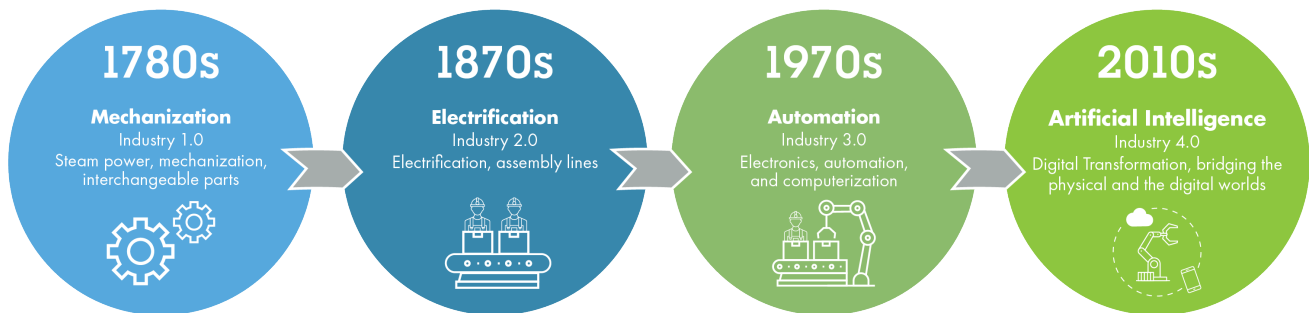 1780s
Mechanization
Industry 1.0
Steam power, mechanization,
interchangeable parts
1870s
Electrification
Industry 2.0
Electrification, assembly lines
1970s
Automation
Industry 3.0
Electronics, automation,
and computerization
2010s
Artificial Intelligence
Industry 4.0
Digital Transformation, bridging the
physical and the digital worlds